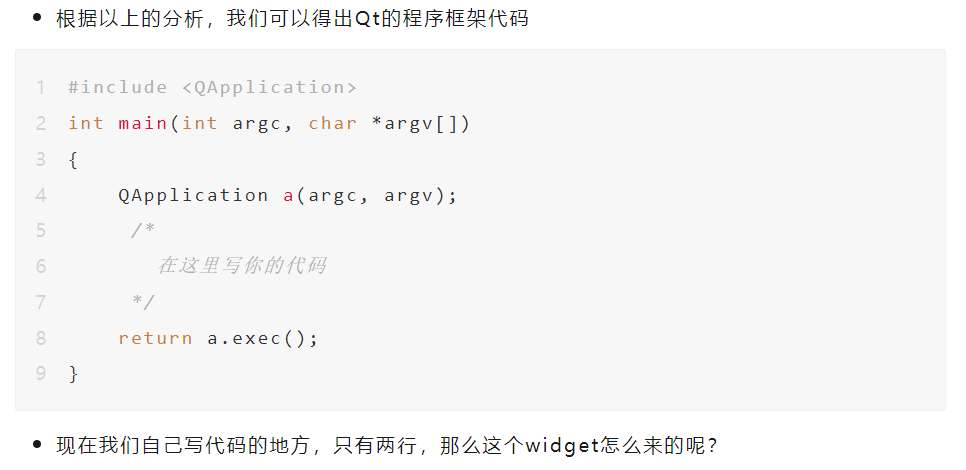 根据以上的分析，我们可以得出Qt的程序框架代码
1 #include <QApplication>
2 int main(int argc, char *argv[])
3 {
4     QApplication a(argc, argv);
5      /*
6        在这里写你的代码
7      */
8     return a.exec();
9 }
现在我们自己写代码的地方，只有两行，那么这个widget怎么来的呢？